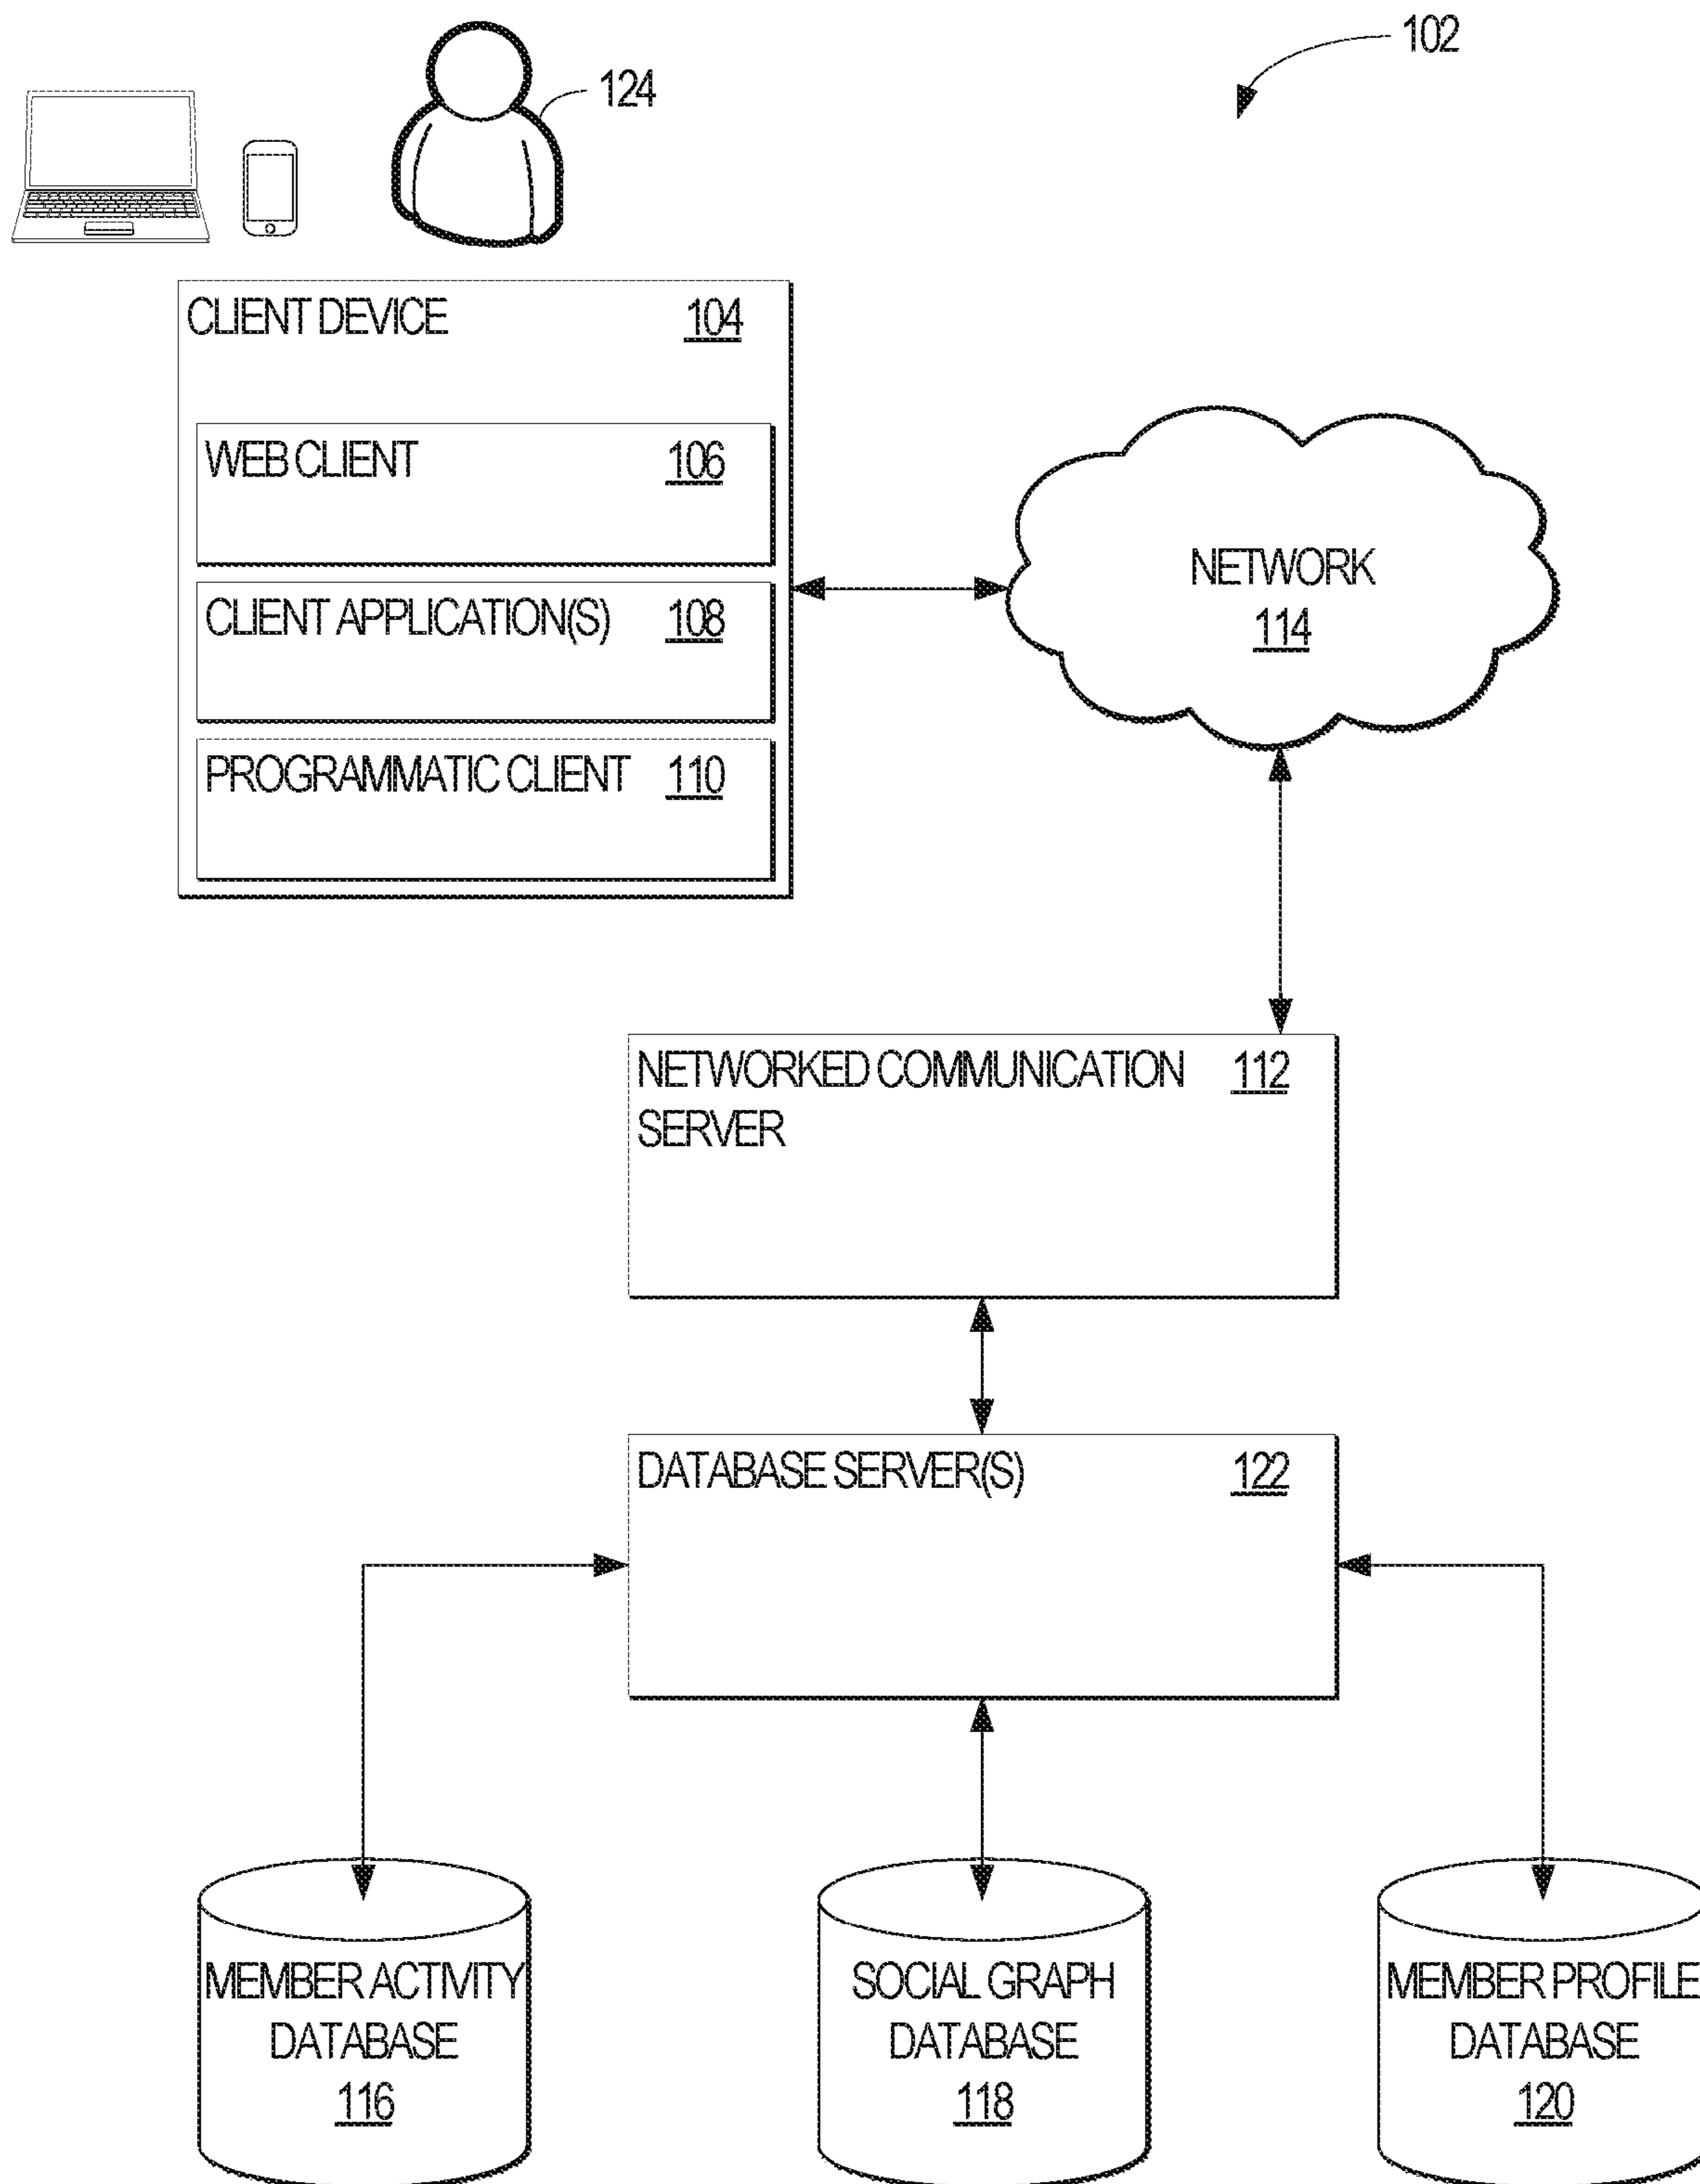 102
124
CLIENT DEVICE 104
WEB CLIENT 106
CLIENT APPLICATION(S) 108
PROGRAMMATIC CLIENT 110
NETWORK
114
NETWORKED COMMUNICATION 112
SERVER
DATABASE SERVER(S) 122
MEMBER ACTIVITY
DATABASE
116
SOCIAL GRAPH
DATABASE
118
MEMBER PROFILE
DATABASE
120